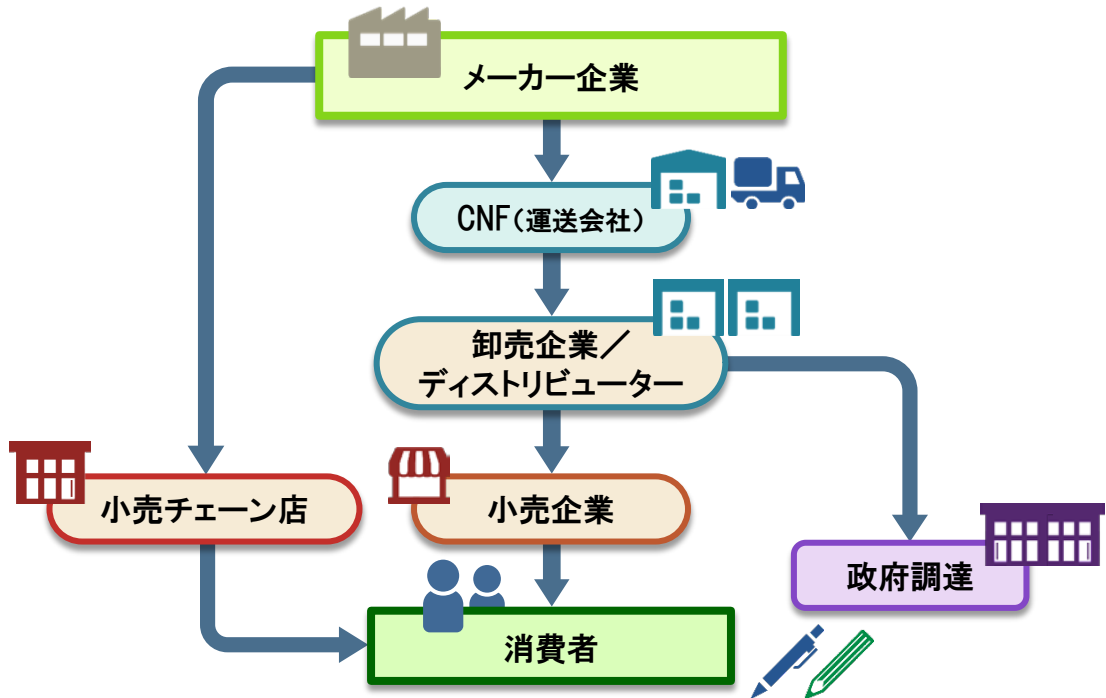 メーカー企業
CNF(運送会社)
卸売企業／
ディストリビューター
小売チェーン店
小売企業
政府調達
消費者